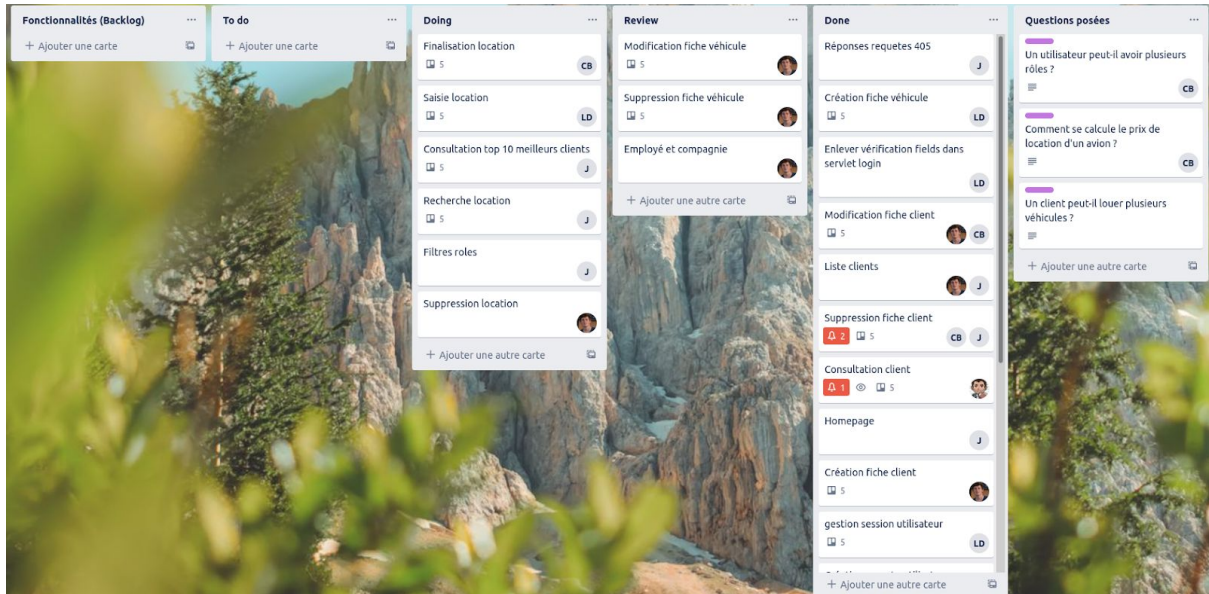 Fonctionnalités (Backlog)
+ Ajouter une carte
To do
+ Ajouter une carte
Doing
Finalisation location
5
CB
Saisie location
5
LD
Consultation top 10 meilleurs clients
5
J
Recherche location
5
J
Filtres roles
J
Suppression location
+ Ajouter une autre carte
Review
Modification fiche véhicule
5
Suppression fiche véhicule
5
Employé et compagnie
+ Ajouter une autre carte
Done
Réponses requetes 405
J
Création fiche véhicule
5
LD
Enlever vérification fields dans
servlet login
LD
Modification fiche client
5
CB
Liste clients
J
Suppression fiche client
2 5
CB J
Consultation client
1 5
Homepage
J
Création fiche client
5
gestion session utilisateur
5
LD
+ Ajouter une autre carte
Questions posées
Un utilisateur peut-il avoir plusieurs
rôles ?
CB
Comment se calcule le prix de
location d'un avion ?
CB
Un client peut-il louer plusieurs
véhicules ?
+ Ajouter une autre carte